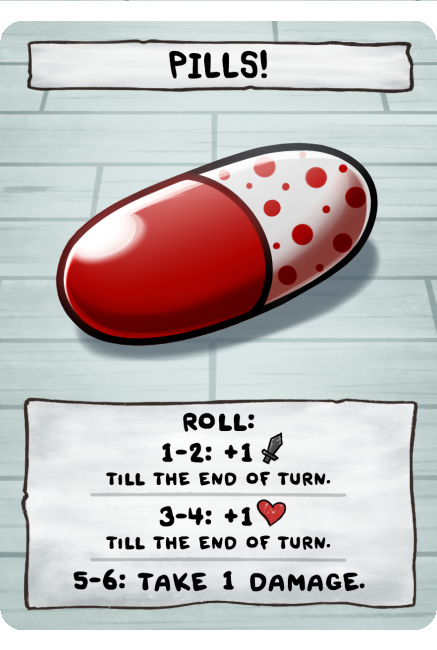 PILLS!
ROLL:
1-2: +1
TILL THE END OF TURN.
3-4: +1
TILL THE END OF TURN.
5-6: TAKE 1 DAMAGE.